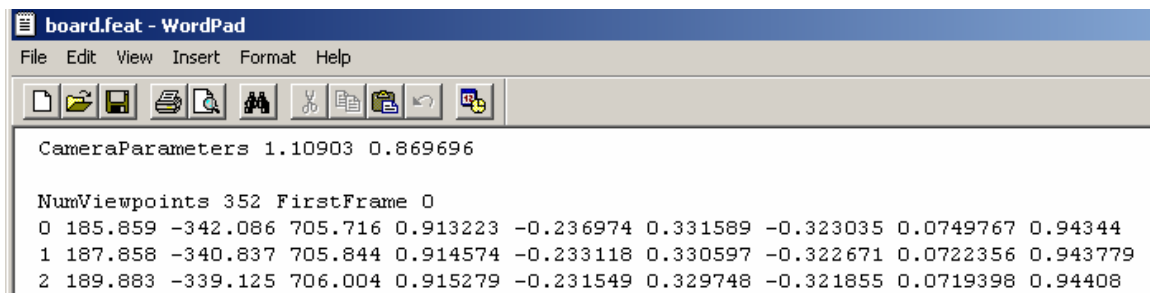 board.feat - WordPad
File Edit View Insert Format Help
CameraParameters 1.10903 0.869696
NumViewpoints 352 FirstFrame 0
0 185.859 -342.086 705.716 0.913223 -0.236974 0.331589 -0.323035 0.0749767 0.94344
1 187.858 -340.837 705.844 0.914574 -0.233118 0.330597 -0.322671 0.0722356 0.943779
2 189.883 -339.125 706.004 0.915279 -0.231549 0.329748 -0.321855 0.0719398 0.94408